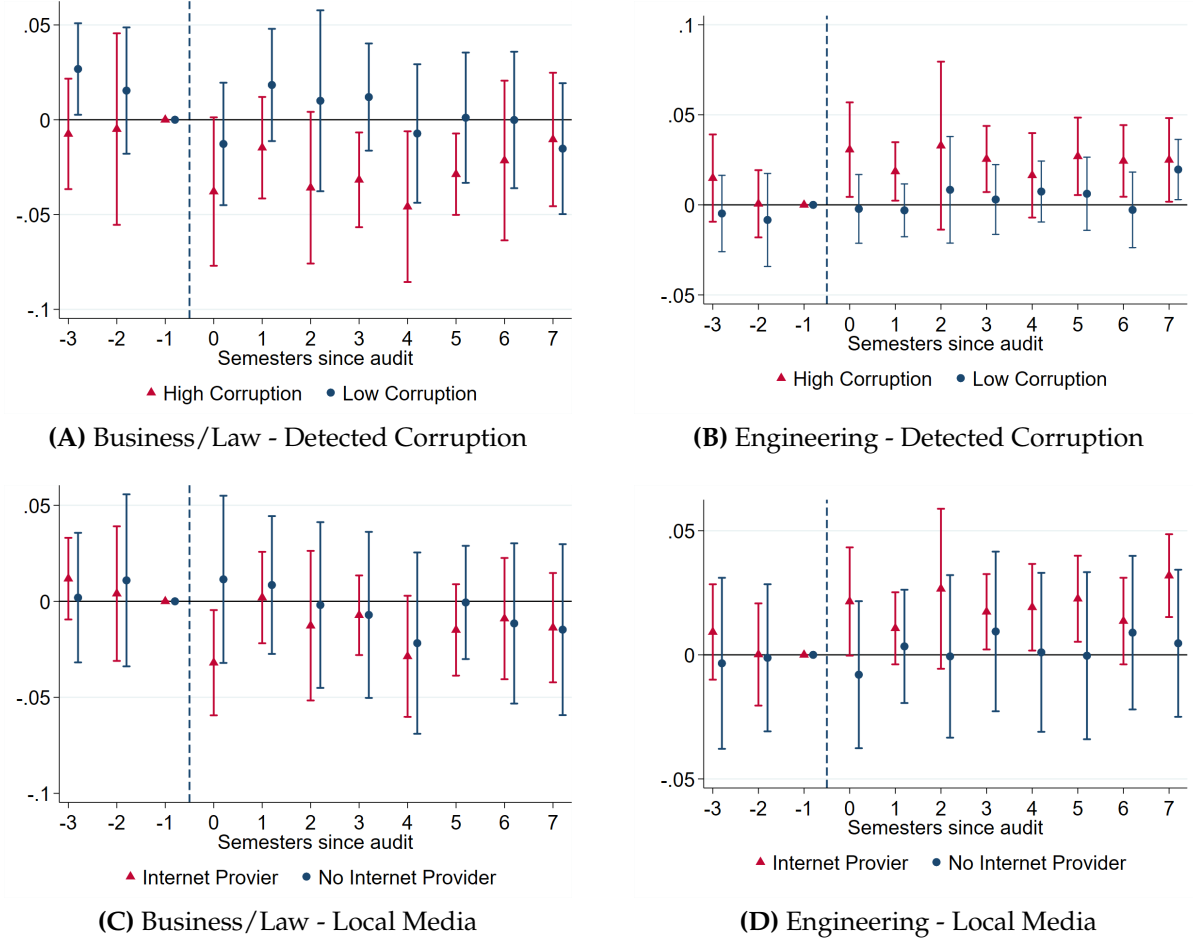 .05
0
-.05
-.1
-3 -2 -1 0 1 2 3 4 5 6 7
Semesters since audit
High Corruption Low Corruption
(A) Business/Law - Detected Corruption
.1
.05
0
-.05
-3 -2 -1 0 1 2 3 4 5 6 7
Semesters since audit
High Corruption Low Corruption
(B) Engineering - Detected Corruption
.05
0
-.05
-.1
-3 -2 -1 0 1 2 3 4 5 6 7
Semesters since audit
Internet Provier No Internet Provider
(C) Business/Law - Local Media
.05
0
-.05
-3 -2 -1 0 1 2 3 4 5 6 7
Semesters since audit
Internet Provier No Internet Provider
(D) Engineering - Local Media